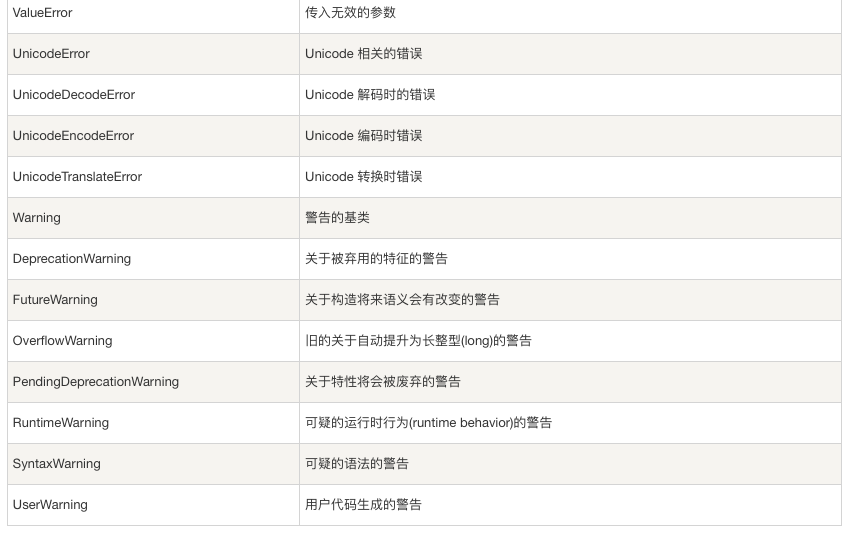 ValueError 传入无效的参数
UnicodeError Unicode 相关的错误
UnicodeDecodeError Unicode 解码时的错误
UnicodeEncodeError Unicode 编码时错误
UnicodeTranslateError Unicode 转换时错误
Warning 警告的基类
DeprecationWarning 关于被弃用的特征的警告
FutureWarning 关于构造将来语义会有改变的警告
OverflowWarning 旧的关于自动提升为长整型(long)的警告
PendingDeprecationWarning 关于特性将会被废弃的警告
RuntimeWarning 可疑的运行时行为(runtime behavior)的警告
SyntaxWarning 可疑的语法的警告
UserWarning 用户代码生成的警告